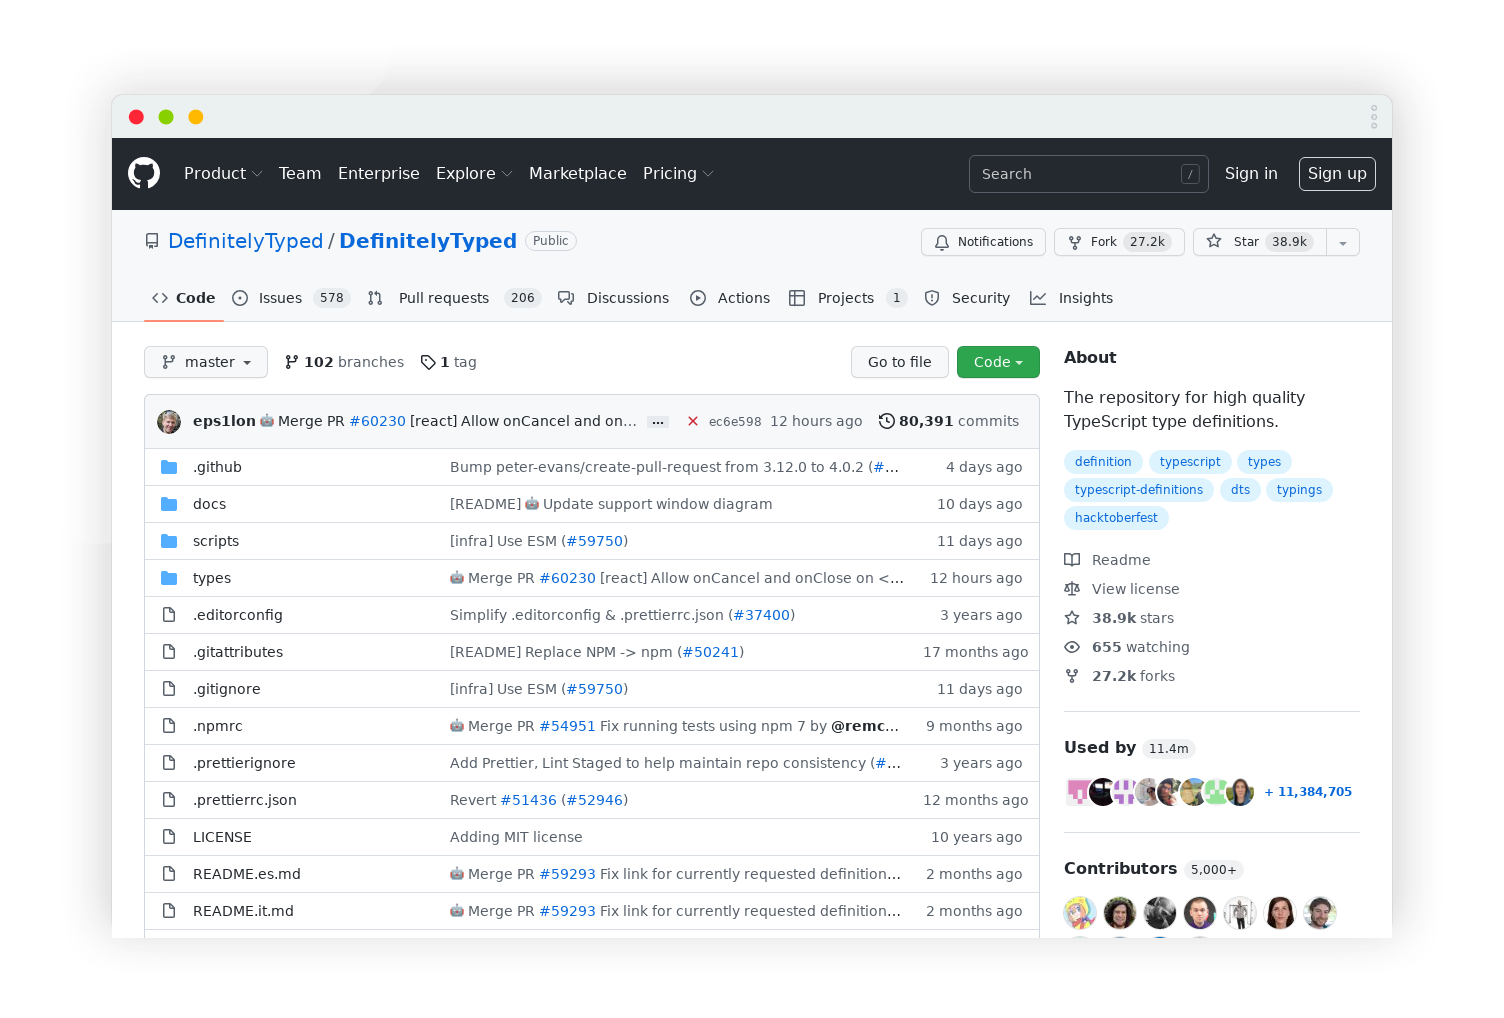 Product Team Enterprise Explore Marketplace Pricing Search / Sign in Sign up
DefinitelyTyped / DefinitelyTyped Public Notifications Fork 27.2k Star 38.9k
Code Issues 578 Pull requests 206 Discussions Actions Projects 1 Security Insights
master 102 branches 1 tag Go to file Code
eps1lon Merge PR #60230 [react] Allow onCancel and on… … ec6e598 12 hours ago 80,391 commits
.github Bump peter-evans/create-pull-request from 3.12.0 to 4.0.2 (#… 4 days ago
docs [README] 🤖 Update support window diagram 10 days ago
scripts [infra] Use ESM (#59750) 11 days ago
types 🤖 Merge PR #60230 [react] Allow onCancel and onClose on <… 12 hours ago
.editorconfig Simplify .editorconfig & .prettierrc.json (#37400) 3 years ago
.gitattributes [README] Replace NPM -> npm (#50241) 17 months ago
.gitignore [infra] Use ESM (#59750) 11 days ago
.npmrc 🤖 Merge PR #54951 Fix running tests using npm 7 by @remc… 9 months ago
.prettierignore Add Prettier, Lint Staged to help maintain repo consistency (#… 3 years ago
.prettierrc.json Revert #51436 (#52946) 12 months ago
LICENSE Adding MIT license 10 years ago
README.es.md 🤖 Merge PR #59293 Fix link for currently requested definition… 2 months ago
README.it.md 🤖 Merge PR #59293 Fix link for currently requested definition… 2 months ago
About
The repository for high quality
TypeScript type definitions.
definition typescript types
typescript-definitions dts typings
hacktoberfest
Readme
View license
38.9k stars
655 watching
27.2k forks
Used by 11.4m
+ 11,384,705
Contributors 5,000+